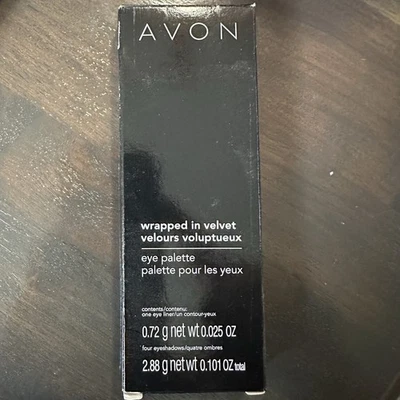 AVON
wrapped in velvet
velours voluptueux
eye palette
palette pour les yeux
contents/contenu:
one eye liner/un contour-yeux
0.72 g net wt 0.025 oz
four eyeshadows/quatre ombres
2.88 g net wt 0.101 oz total